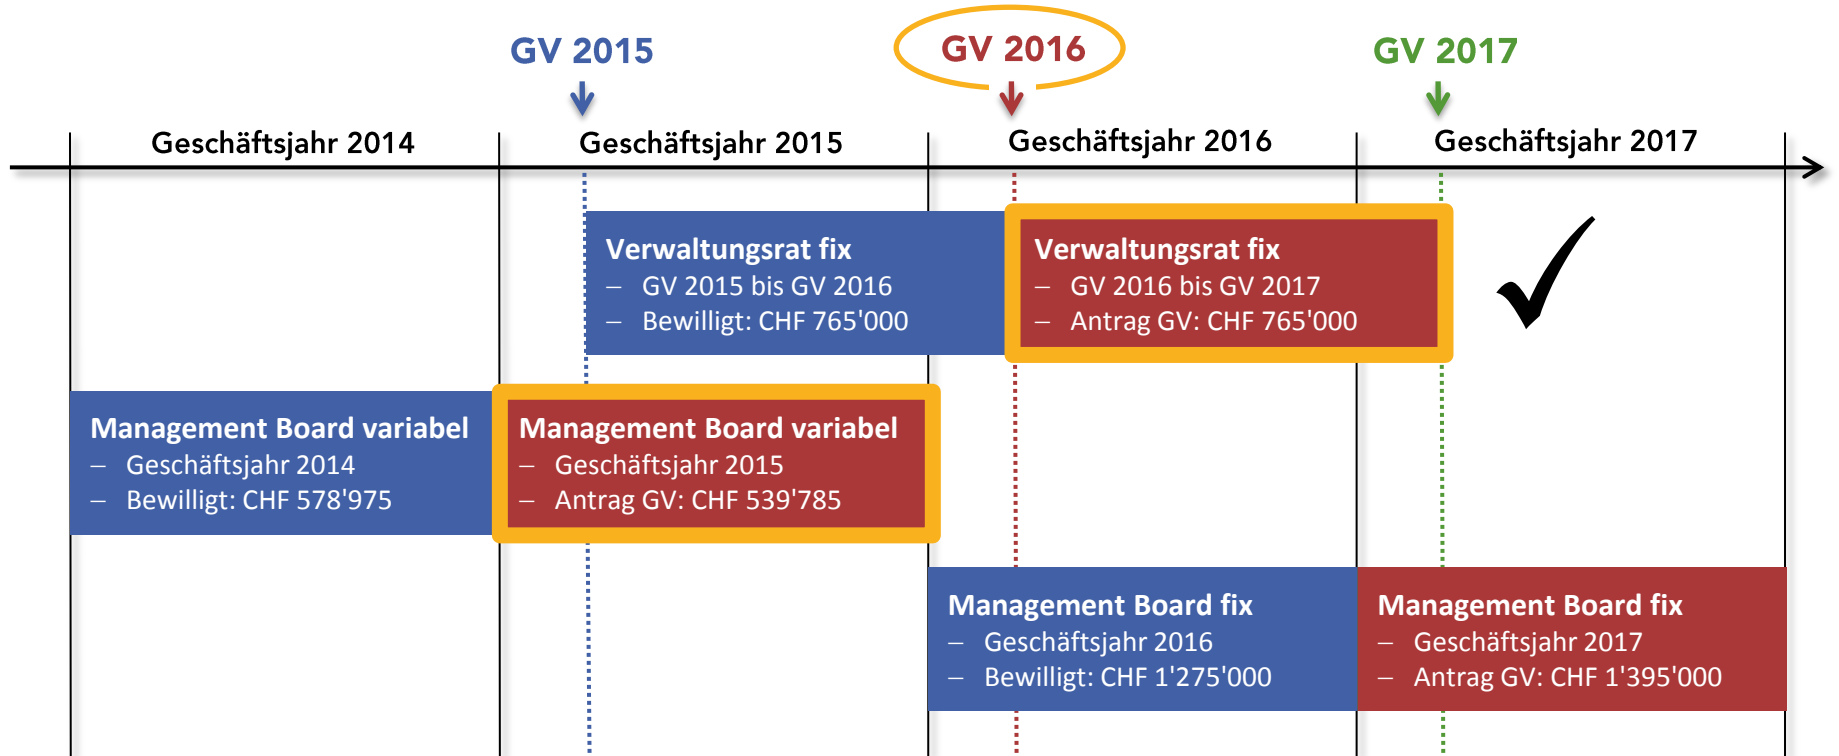 GV 2015
GV 2016
GV 2017
Geschäftsjahr 2014
Geschäftsjahr 2015
Geschäftsjahr 2016
Geschäftsjahr 2017
Verwaltungsrat fix
– GV 2015 bis GV 2016
– Bewilligt: CHF 765'000
Verwaltungsrat fix
– GV 2016 bis GV 2017
– Antrag GV: CHF 765'000
Management Board variabel
– Geschäftsjahr 2014
– Bewilligt: CHF 578'975
Management Board variabel
– Geschäftsjahr 2015
– Antrag GV: CHF 539'785
Management Board fix
– Geschäftsjahr 2016
– Bewilligt: CHF 1'275'000
Management Board fix
– Geschäftsjahr 2017
– Antrag GV: CHF 1'395'000